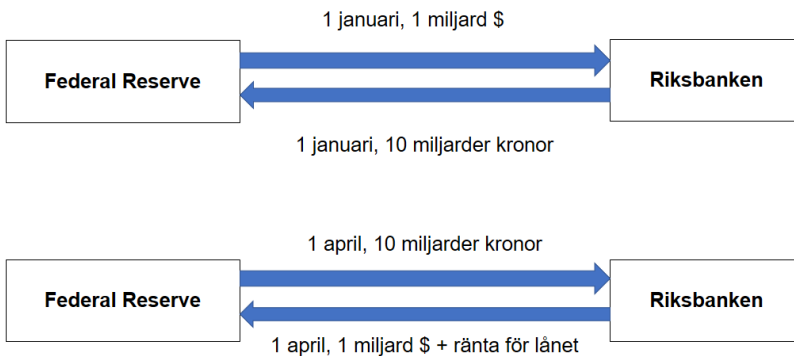 1 januari, 1 miljard $
Federal Reserve
Riksbanken
1 januari, 10 miljarder kronor
1 april, 10 miljarder kronor
Federal Reserve
Riksbanken
1 april, 1 miljard $ + ränta för lånet